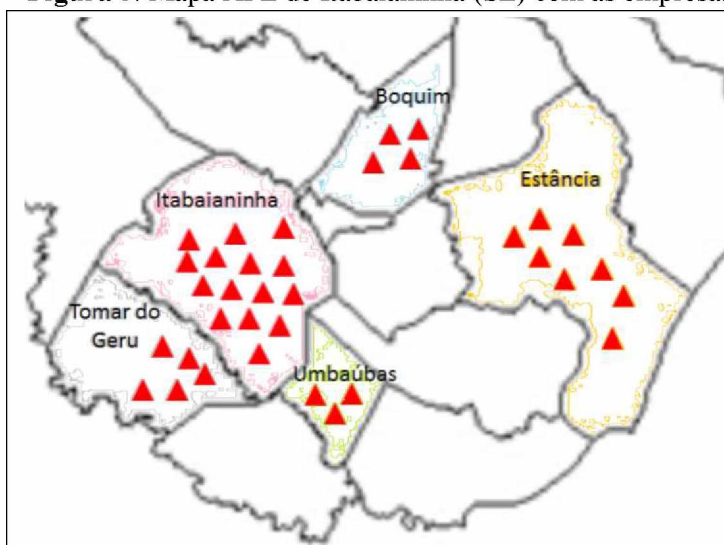 Boquim
Estância
Itabaianinha
Tomar do
Geru
Umbaúbas